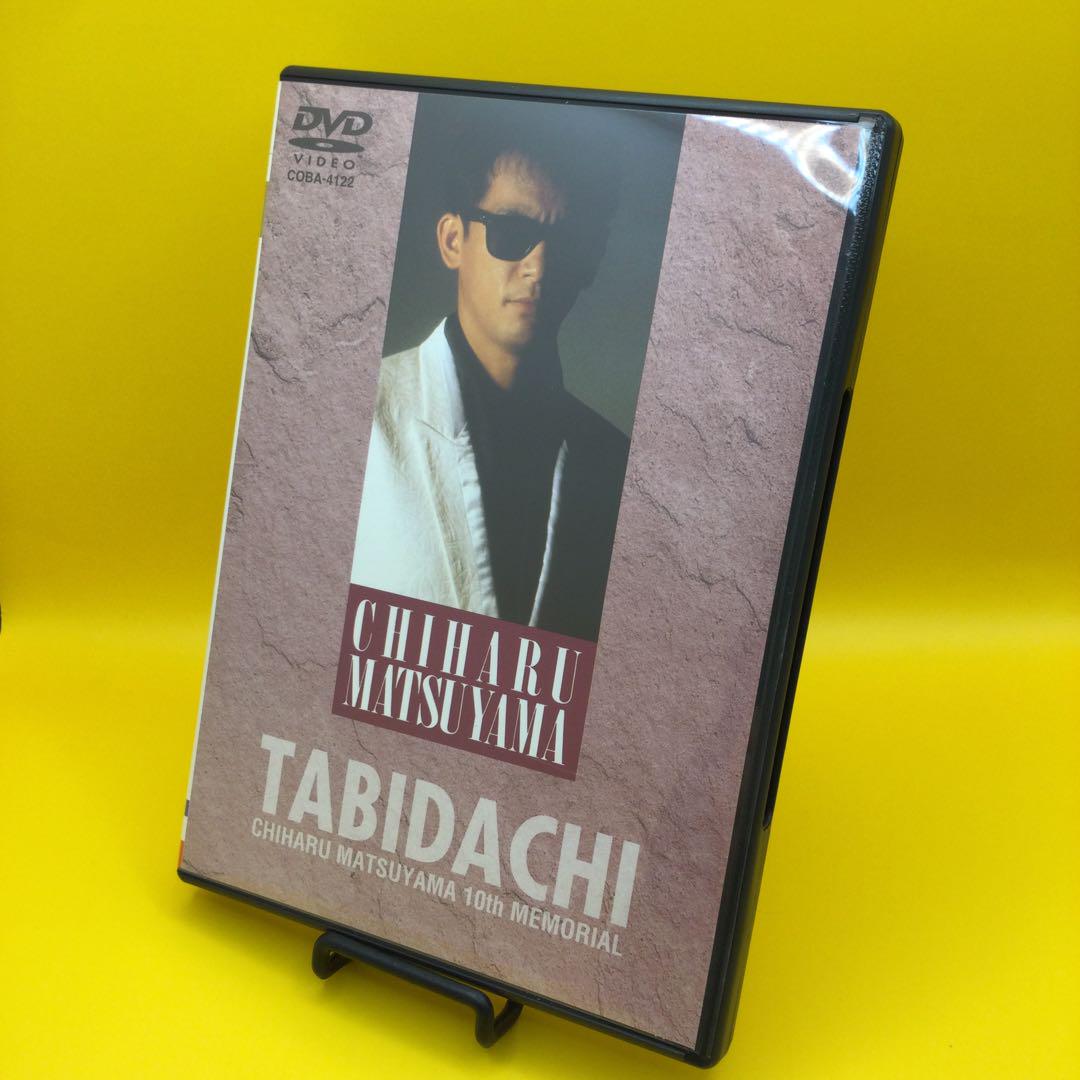 DVD
VIDEO
COBA-4122
CHIHARU
MATSUYAMA
TABIDACHI
CHIHARU MATSUYAMA 10th MEMORIAL